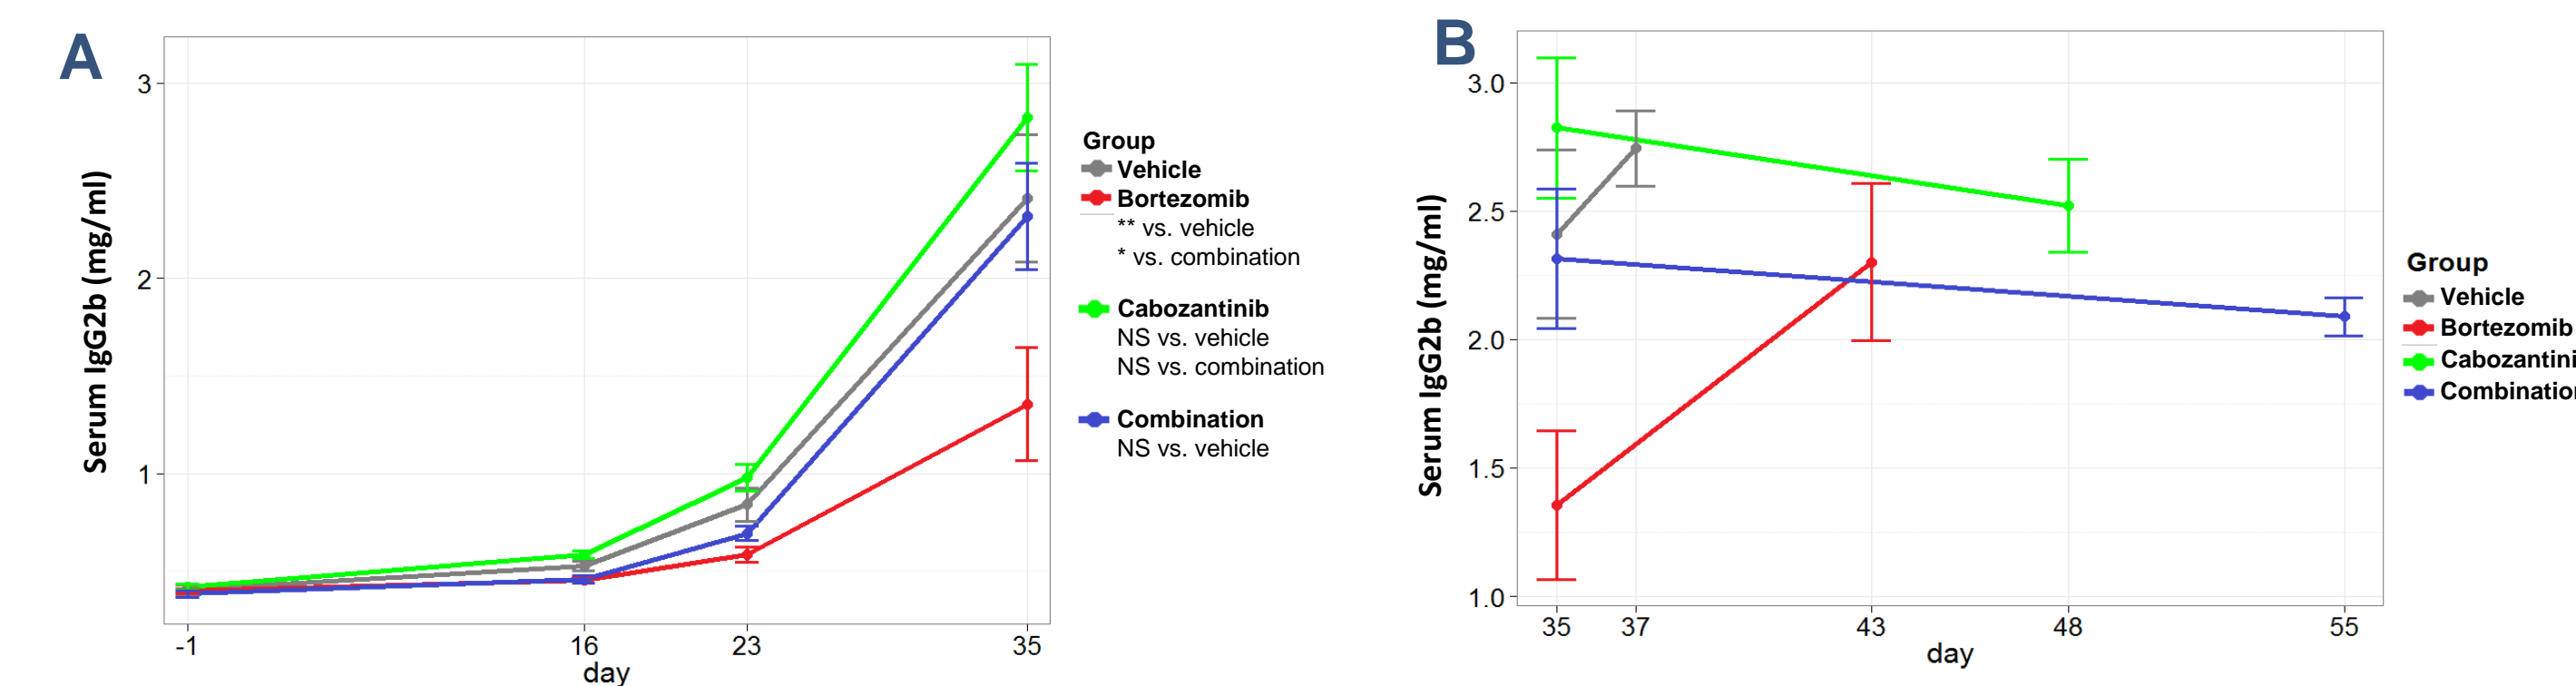 A
Serum IgG2b (mg/ml)
3
2
1
-1
16
23
35
day
Group
Vehicle
Bortezomib
** vs. vehicle
* vs. combination
Cabozantinib
NS vs. vehicle
NS vs. combination
Combination
NS vs. vehicle
B
Serum IgG2b (mg/ml)
3.0
2.5
2.0
1.5
1.0
35
37
43
48
55
day
Group
Vehicle
Bortezomib
Cabozantini
Combinatio